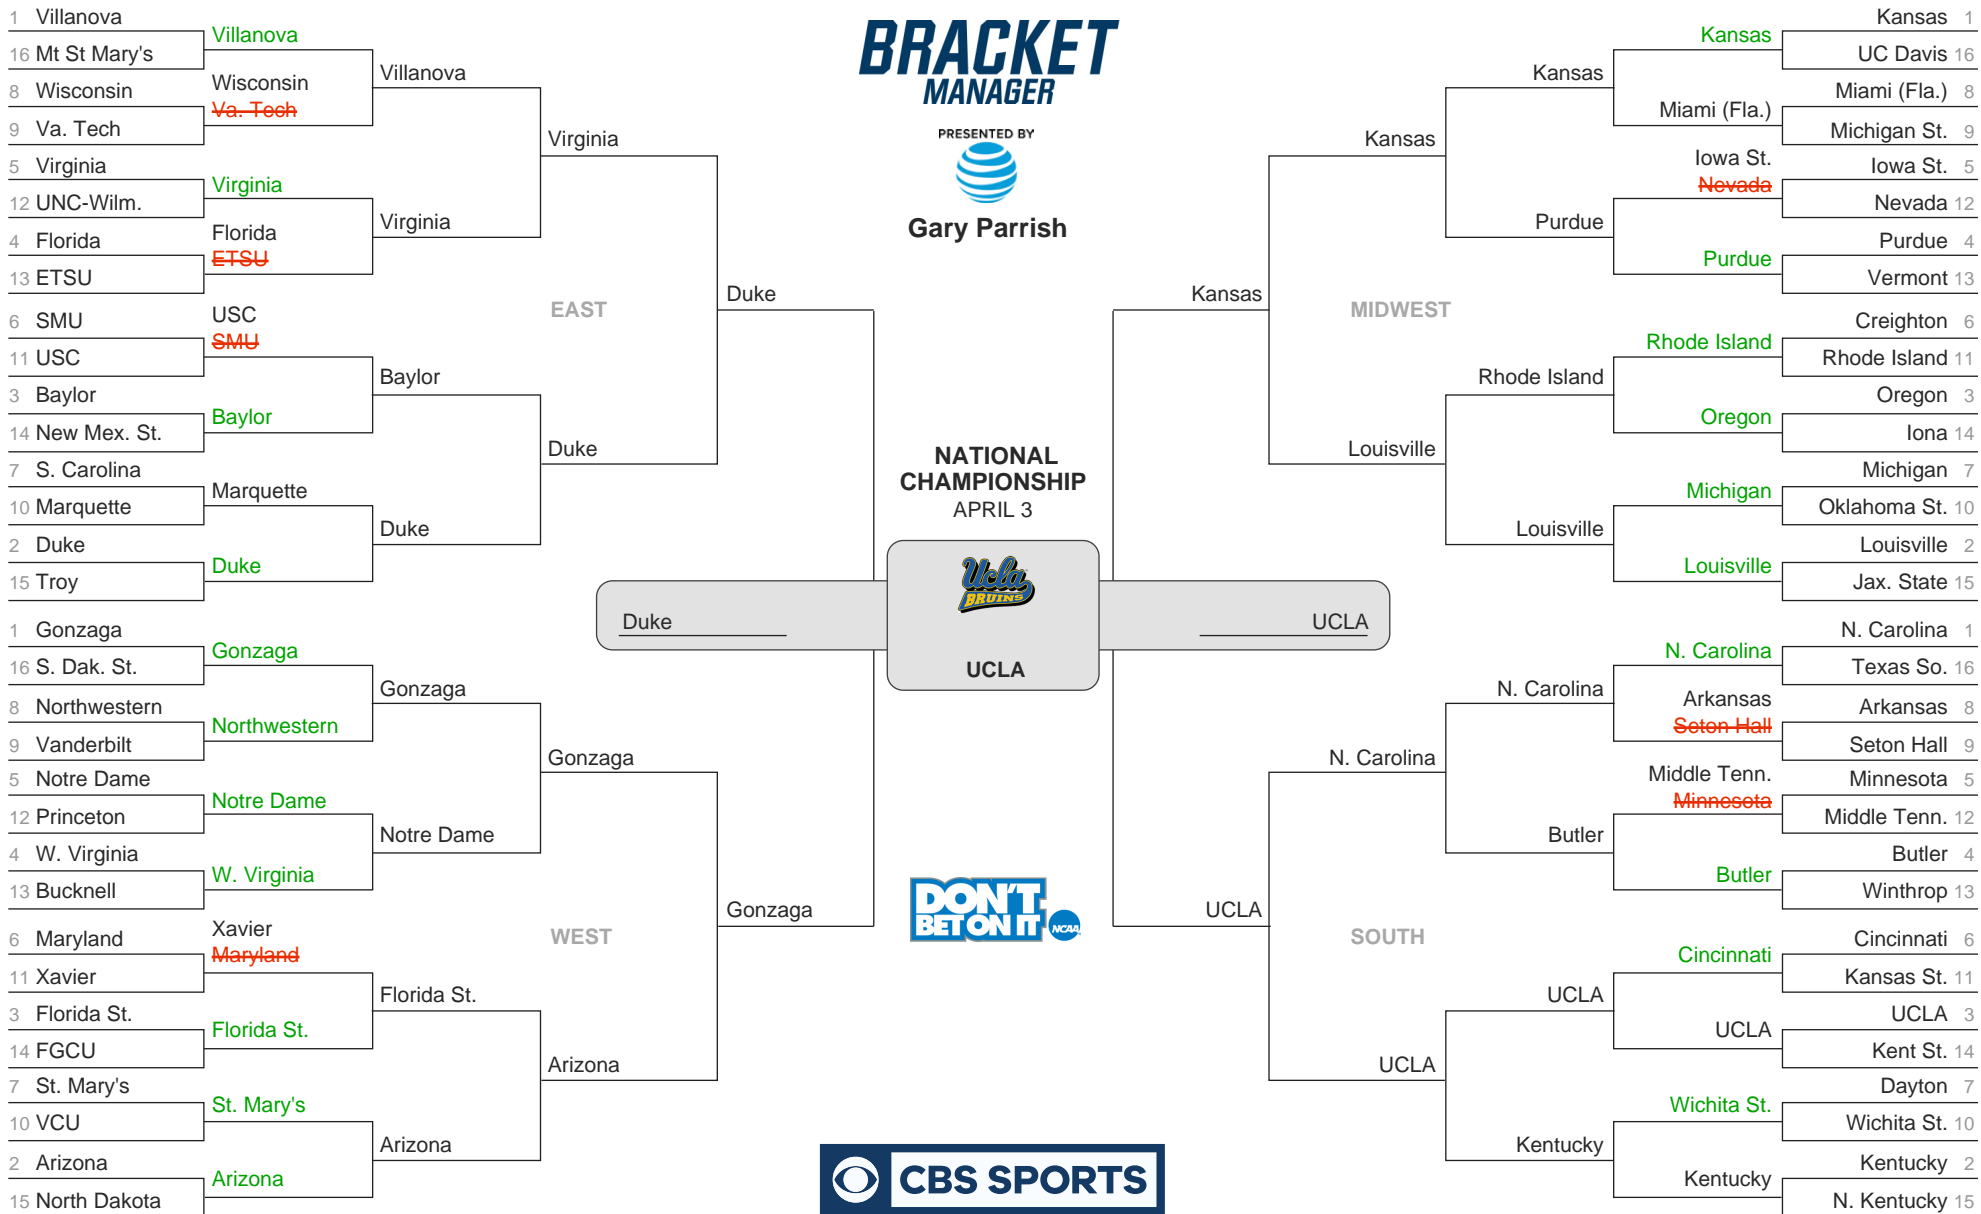 1 Villanova
16 Mt St Mary's
8 Wisconsin
9 Va. Tech
5 Virginia
12 UNC-Wilm.
4 Florida
13 ETSU
6 SMU
11 USC
3 Baylor
14 New Mex. St.
7 S. Carolina
10 Marquette
2 Duke
15 Troy
Villanova
Wisconsin
Va. Tech
Virginia
Florida
ETSU
USC
SMU
Baylor
Marquette
Duke
Villanova
Virginia
Baylor
Duke
Virginia
Duke
EAST
Duke
1 Gonzaga
16 S. Dak. St.
8 Northwestern
9 Vanderbilt
5 Notre Dame
12 Princeton
4 W. Virginia
13 Bucknell
6 Maryland
11 Xavier
3 Florida St.
14 FGCU
7 St. Mary's
10 VCU
2 Arizona
15 North Dakota
Gonzaga
Northwestern
Notre Dame
W. Virginia
Xavier
Maryland
Florida St.
St. Mary's
Arizona
Gonzaga
Notre Dame
Florida St.
Arizona
Gonzaga
Arizona
WEST
Gonzaga
BRACKET
MANAGER
PRESENTED BY
Gary Parrish
NATIONAL
CHAMPIONSHIP
APRIL 3
Ucla
BRUINS
Duke
UCLA
UCLA
DON'T
BET ON IT
NCAA
CBS SPORTS
Kansas
MIDWEST
Kansas
Louisville
Kansas
Purdue
Rhode Island
Louisville
Kansas
Miami (Fla.)
Iowa St.
Nevada
Purdue
Rhode Island
Oregon
Michigan
Louisville
Kansas 1
UC Davis 16
Miami (Fla.) 8
Michigan St. 9
Iowa St. 5
Nevada 12
Purdue 4
Vermont 13
Creighton 6
Rhode Island 11
Oregon 3
Iona 14
Michigan 7
Oklahoma St. 10
Louisville 2
Jax. State 15
UCLA
SOUTH
N. Carolina
UCLA
N. Carolina
Butler
UCLA
Kentucky
N. Carolina
Arkansas
Seton Hall
Middle Tenn.
Minnesota
Butler
Cincinnati
UCLA
Wichita St.
Kentucky
N. Carolina 1
Texas So. 16
Arkansas 8
Seton Hall 9
Minnesota 5
Middle Tenn. 12
Butler 4
Winthrop 13
Cincinnati 6
Kansas St. 11
UCLA 3
Kent St. 14
Dayton 7
Wichita St. 10
Kentucky 2
N. Kentucky 15